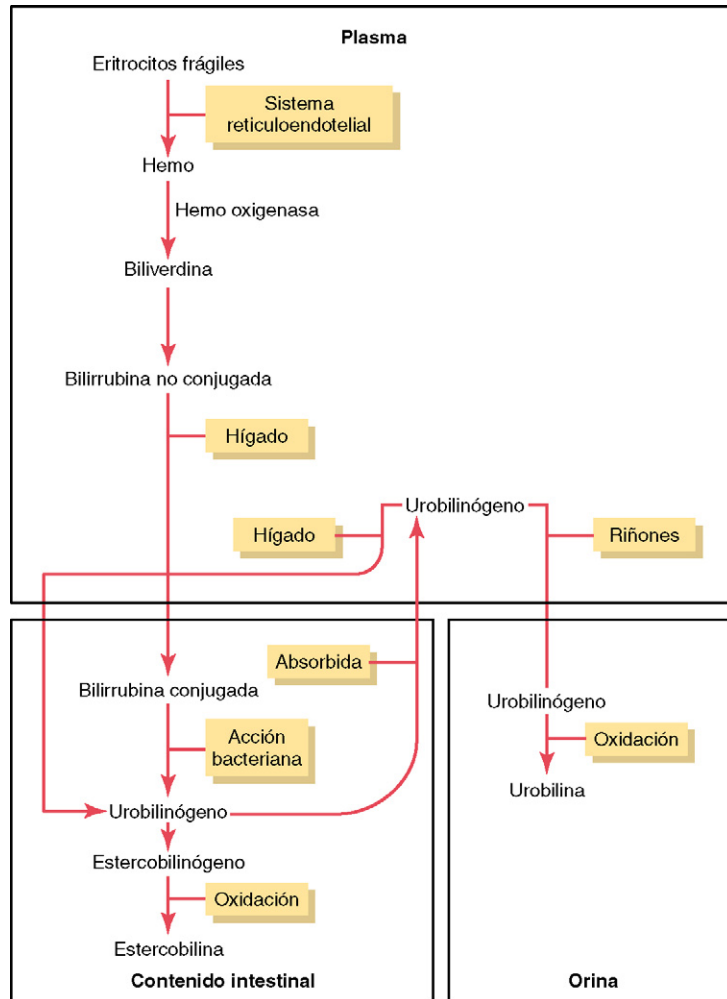 Plasma
Eritrocitos frágiles
Sistema
reticuloendotelial
Hemo
Hemo oxigenasa
Biliverdina
Bilirrubina no conjugada
Hígado
Urobilinógeno
Hígado
Riñones
Absorbida
Bilirrubina conjugada
Acción
bacteriana
Urobilinógeno
Estercobilinógeno
Oxidación
Estercobilina
Contenido intestinal
Urobilinógeno
Oxidación
Urobilina
Orina